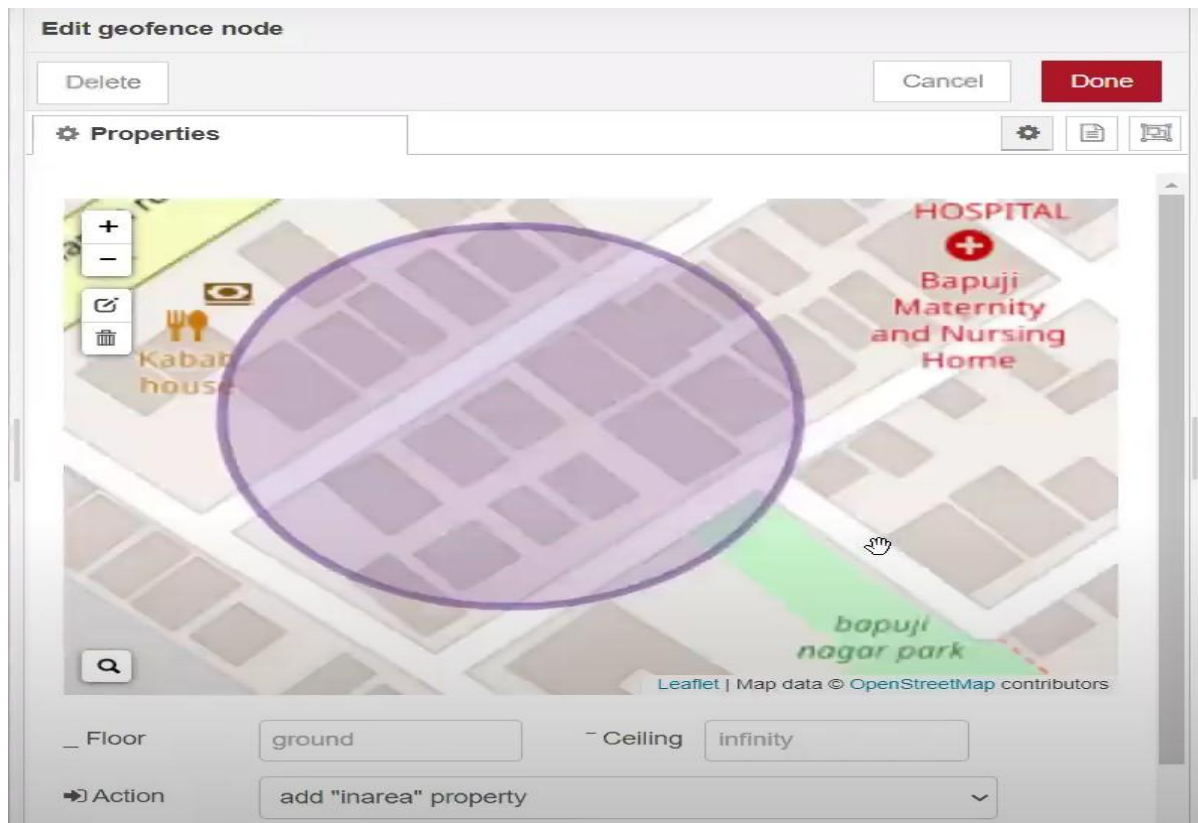 Edit geofence node
Delete
Cancel
Done
Properties
+
−
HOSPITAL
Bapuji
Maternity
and Nursing
Home
Kabab
house
bapuji
nagar park
Leaflet | Map data © OpenStreetMap contributors
Floor
ground
Ceiling
infinity
Action
add "inarea" property